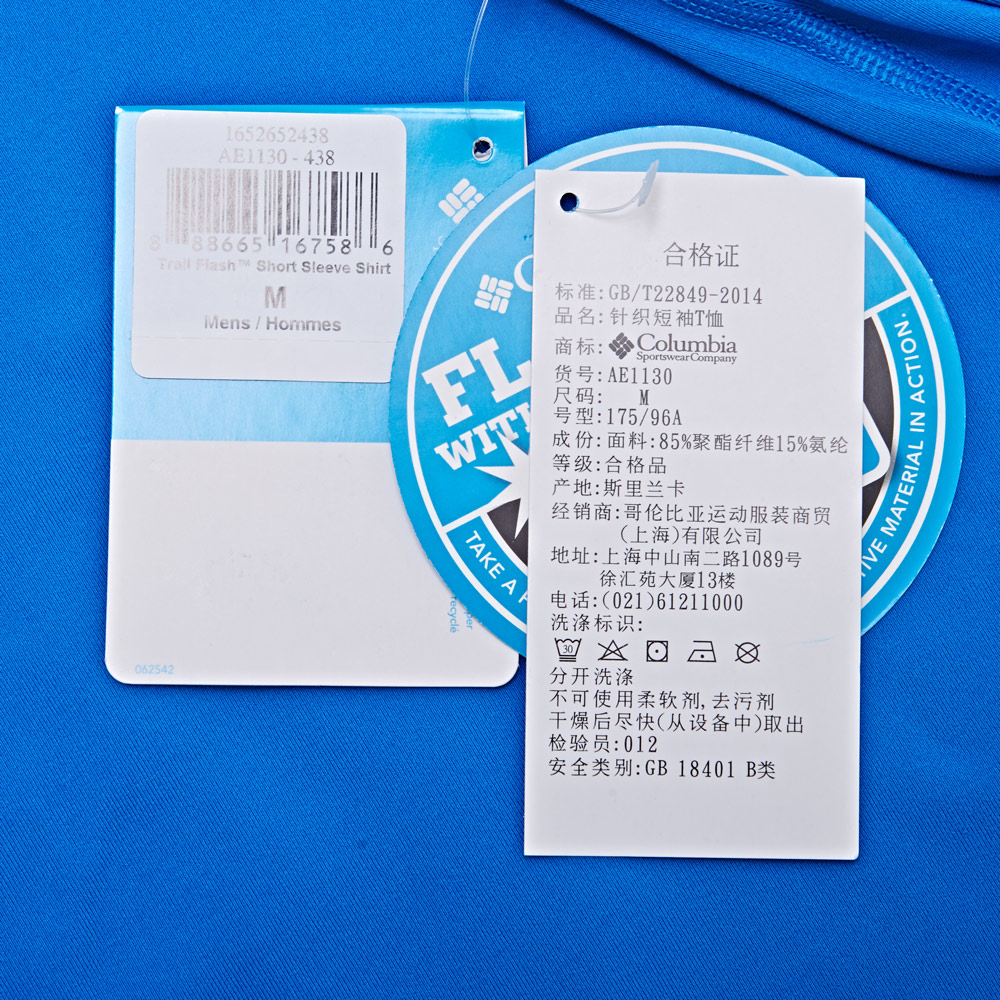 1652652438
AE1130 - 438
8 88665 16758 6
Trail Flash™ Short Sleeve Shirt
M
Mens / Hommes
062542
recycle
WITH
TAKE A
MATERIAL IN ACTION.
合格证
标准:GB/T22849-2014
品名:针织短袖T恤
商标:Columbia
Sportswear Company
货号:AE1130
尺码: M
号型:175/96A
成份:面料:85%聚酯纤维15%氨纶
等级:合格品
产地:斯里兰卡
经销商:哥伦比亚运动服装商贸
(上海)有限公司
地址:上海中山南二路1089号
徐汇苑大厦13楼
电话:(021)61211000
洗涤标识:
30
分开洗涤
不可使用柔软剂,去污剂
干燥后尽快(从设备中)取出
检验员:012
安全类别:GB 18401 B类